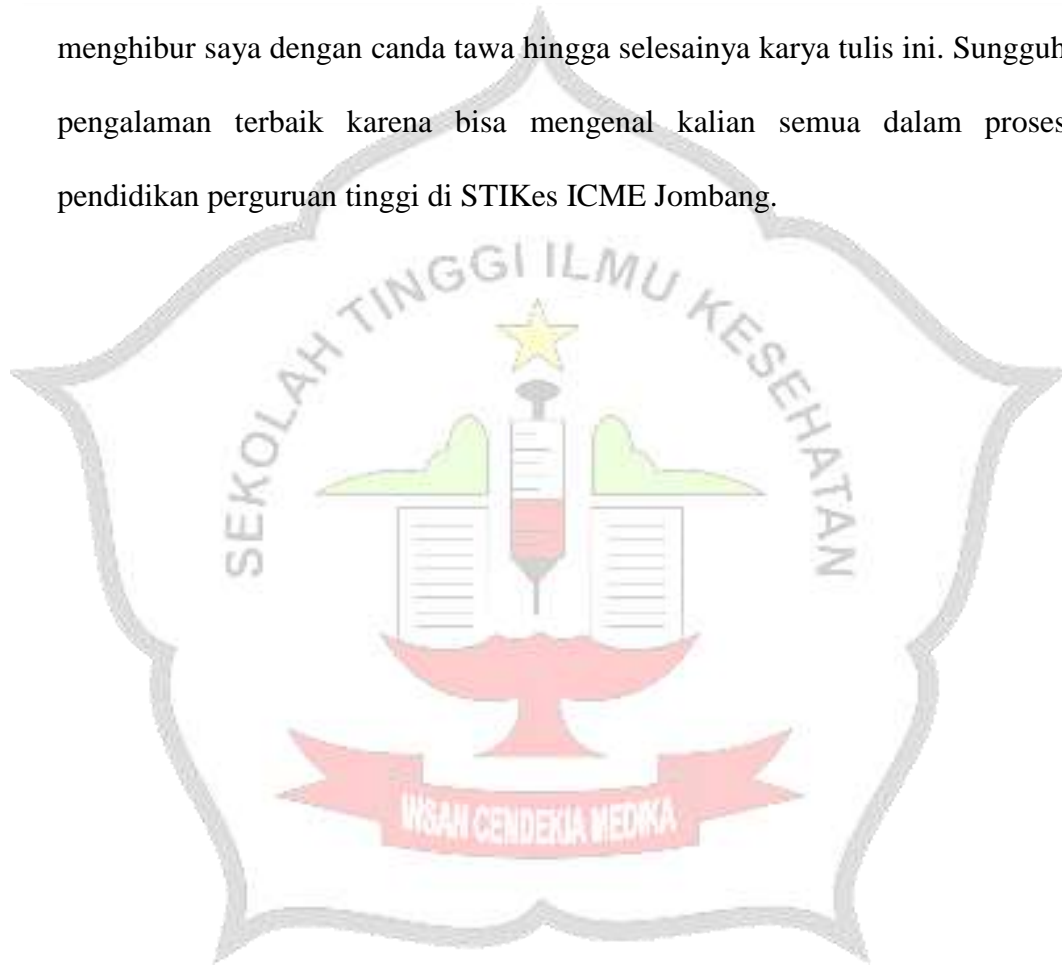 menghibur saya dengan canda tawa hingga selesainya karya tulis ini. Sungguh
pengalaman terbaik karena bisa mengenal kalian semua dalam proses
pendidikan perguruan tinggi di STIKes ICME Jombang.
SEKOLAH TINGGI ILMU KESEHATAN
INSAN CENDEKIA MEDIKA